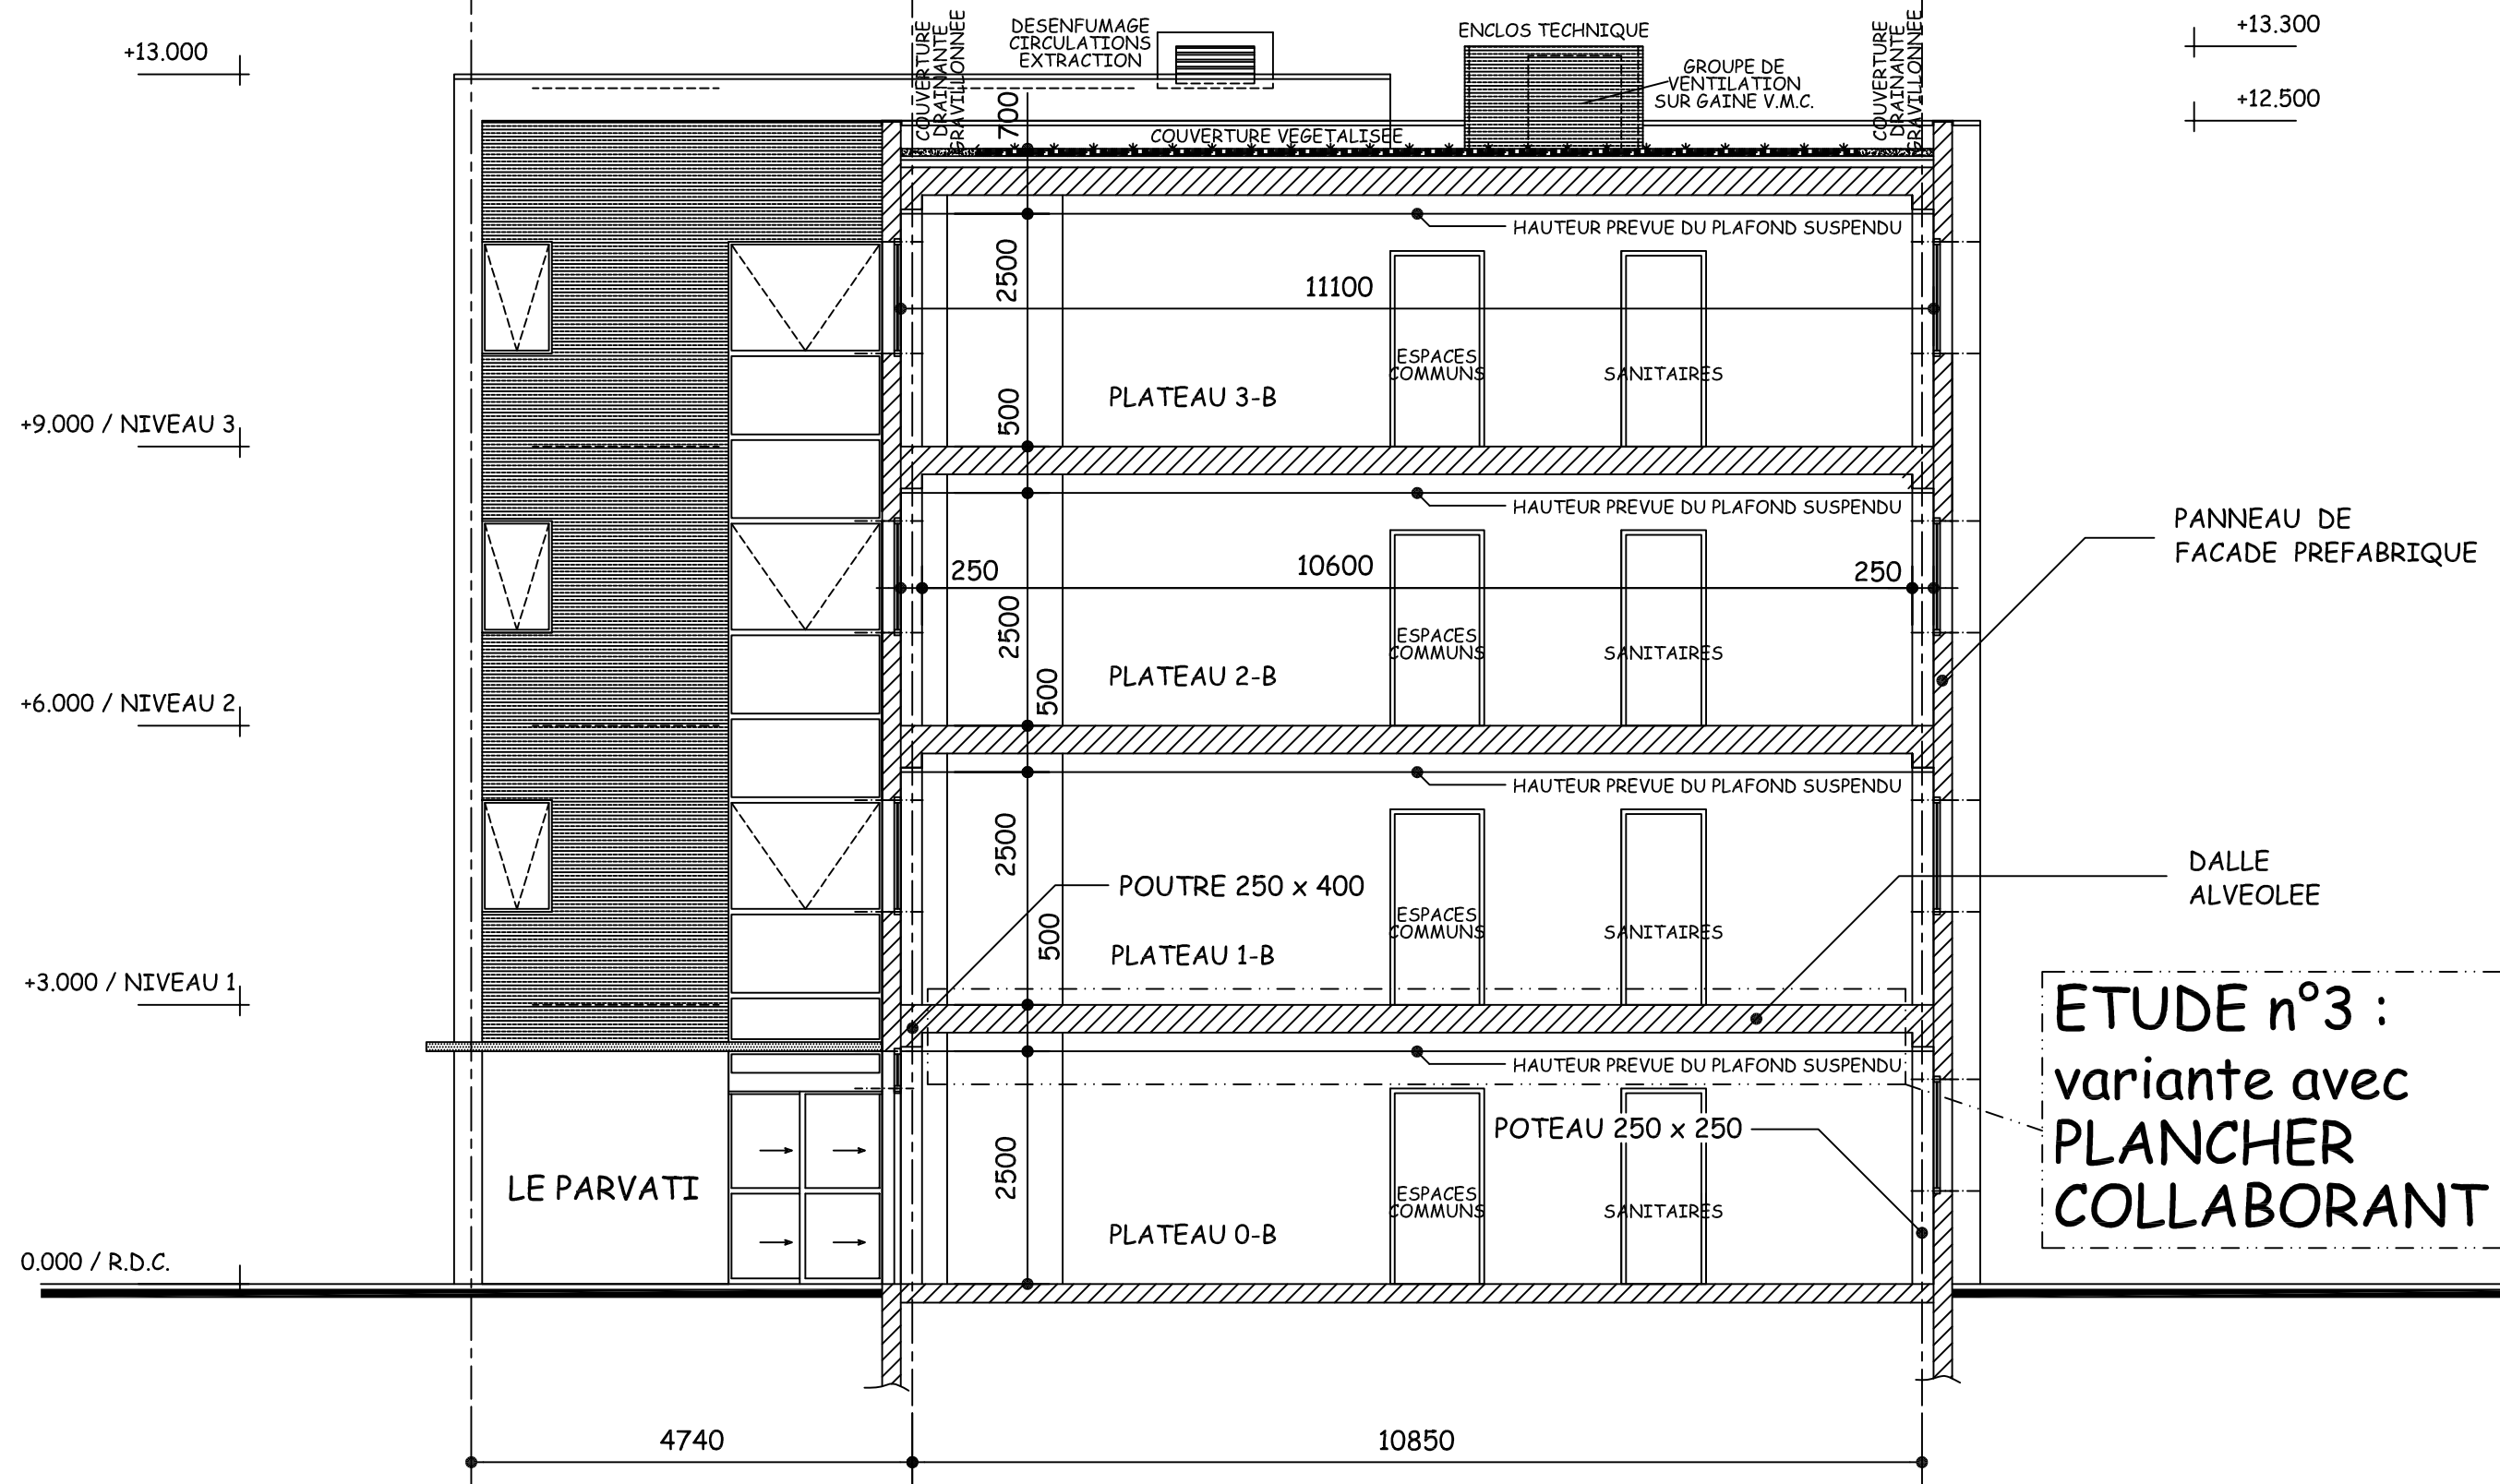 +13.000
COUVERTURE
DRAINANTE
GRAVILLONNEE
DESENFUMAGE
CIRCULATIONS
EXTRACTION
ENCLOS TECHNIQUE
GROUPE DE
VENTILATION
SUR GAINE V.M.C.
COUVERTURE
DRAINANTE
GRAVILLONNEE
+13.300
+12.500
700
COUVERTURE VEGETALISEE
HAUTEUR PREVUE DU PLAFOND SUSPENDU
2500
11100
ESPACES
COMMUNS
SANITAIRES
PLATEAU 3-B
500
+9.000 / NIVEAU 3
HAUTEUR PREVUE DU PLAFOND SUSPENDU
PANNEAU DE
FACADE PREFABRIQUE
250
10600
250
2500
ESPACES
COMMUNS
SANITAIRES
PLATEAU 2-B
500
+6.000 / NIVEAU 2
HAUTEUR PREVUE DU PLAFOND SUSPENDU
2500
POUTRE 250 x 400
DALLE
ALVEOLEE
ESPACES
COMMUNS
SANITAIRES
500
PLATEAU 1-B
+3.000 / NIVEAU 1
HAUTEUR PREVUE DU PLAFOND SUSPENDU
ETUDE n°3 :
variante avec
PLANCHER
COLLABORANT
POTEAU 250 x 250
2500
LE PARVATI
ESPACES
COMMUNS
SANITAIRES
PLATEAU 0-B
0.000 / R.D.C.
4740
10850